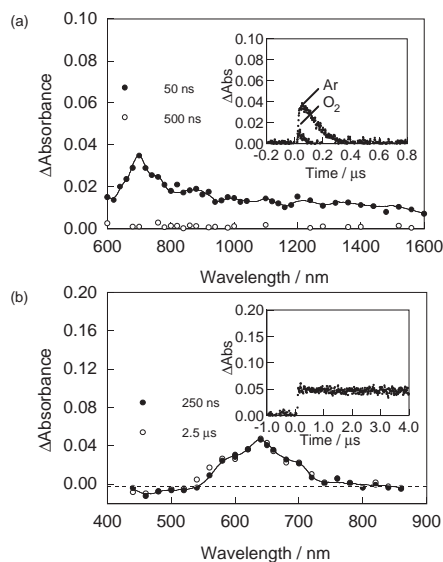 (a)
0.10
0.08
0.06
0.04
0.02
0.00
ΔAbsorbance
50 ns
500 ns
0.10
0.08
0.06
0.04
0.02
0.00
ΔAbs
Ar
O2
-0.2 0.0 0.2 0.4 0.6 0.8
Time / μs
600 800 1000 1200 1400 1600
Wavelength / nm
(b)
0.20
0.16
0.12
0.08
0.04
0.00
ΔAbsorbance
250 ns
2.5 μs
0.20
0.15
0.10
0.05
0.00
ΔAbs
-1.0 0.0 1.0 2.0 3.0 4.0
Time / μs
400 500 600 700 800 900
Wavelength / nm